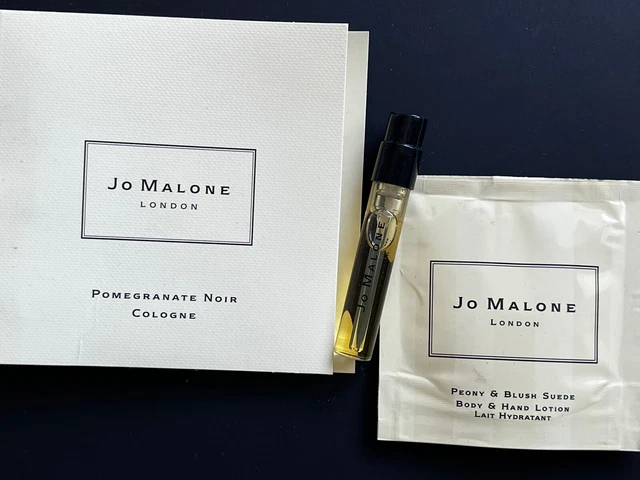 Jo Malone
London
Pomegranate Noir
Cologne
Jo Malone
Jo Malone
London
Peony & Blush Suede
Body & Hand Lotion
Lait Hydratant